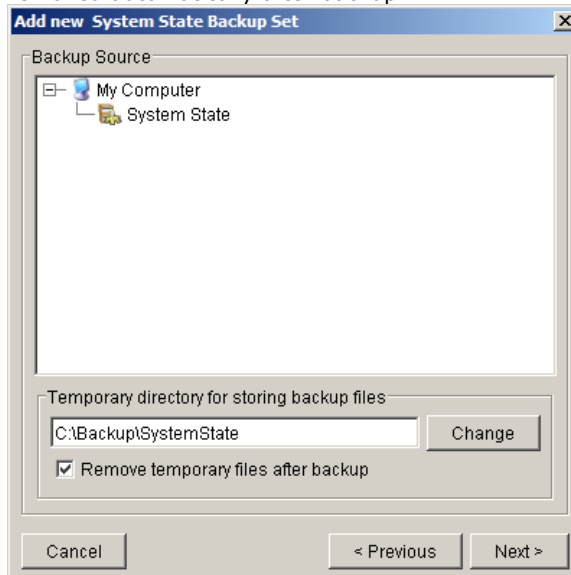 Add new System State Backup Set
Backup Source
My Computer
System State
Temporary directory for storing backup files
C:\Backup\SystemState
Change
Remove temporary files after backup
Cancel
< Previous
Next >